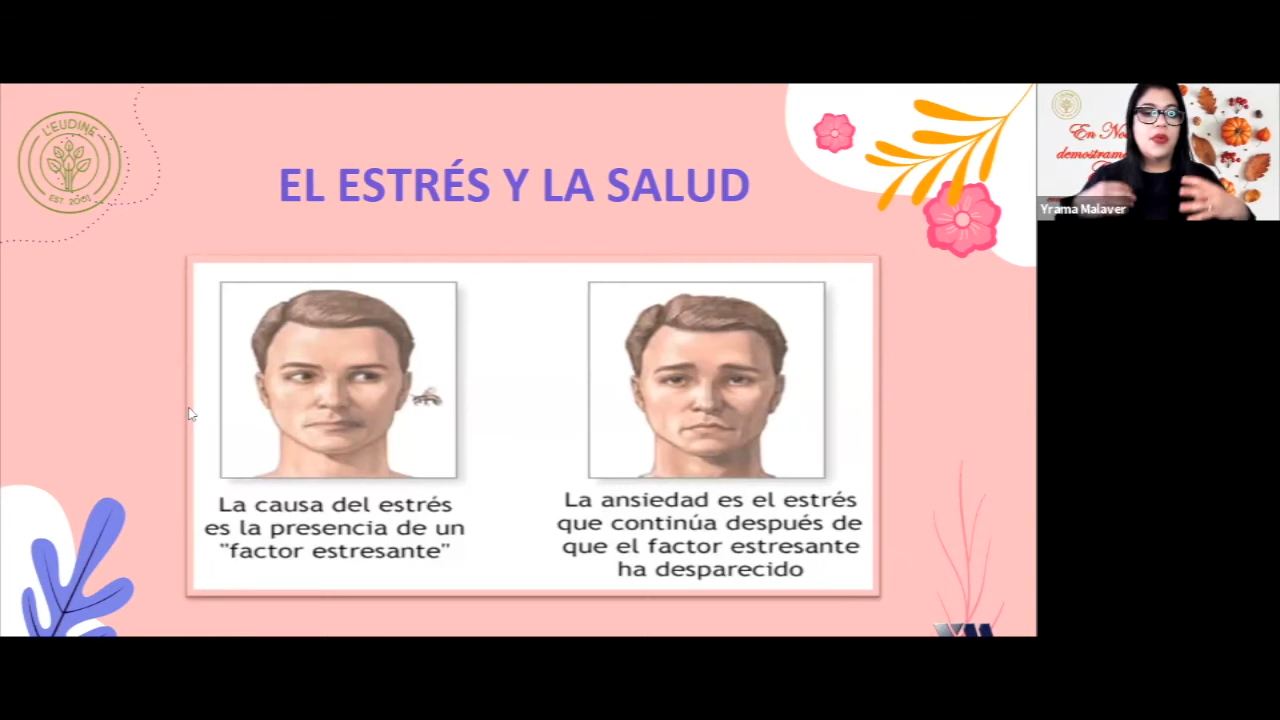 L'EUDINE
EST 2001
EL ESTRÉS Y LA SALUD
La causa del estrés
es la presencia de un
"factor estresante"
La ansiedad es el estrés
que continúa después de
que el factor estresante
ha desparecido
En
Yrama Malaver